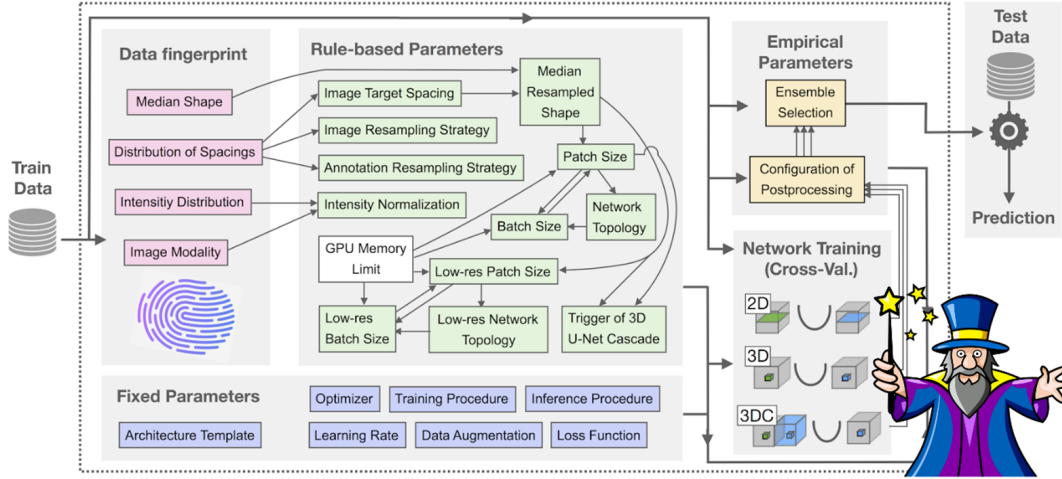 Train
Data
Data fingerprint
Median Shape
Distribution of Spacings
Intensitiy Distribution
Image Modality
Rule-based Parameters
Image Target Spacing
Image Resampling Strategy
Annotation Resampling Strategy
Intensity Normalization
GPU Memory
Limit
Low-res
Batch Size
Low-res Patch Size
Low-res Network
Topology
Median
Resampled
Shape
Patch Size
Batch Size
Network
Topology
Trigger of 3D
U-Net Cascade
Fixed Parameters
Architecture Template
Optimizer
Training Procedure
Inference Procedure
Learning Rate
Data Augmentation
Loss Function
Empirical
Parameters
Ensemble
Selection
Configuration of
Postprocessing
Network Training
(Cross-Val.)
2D
3D
3DC
Test
Data
Prediction